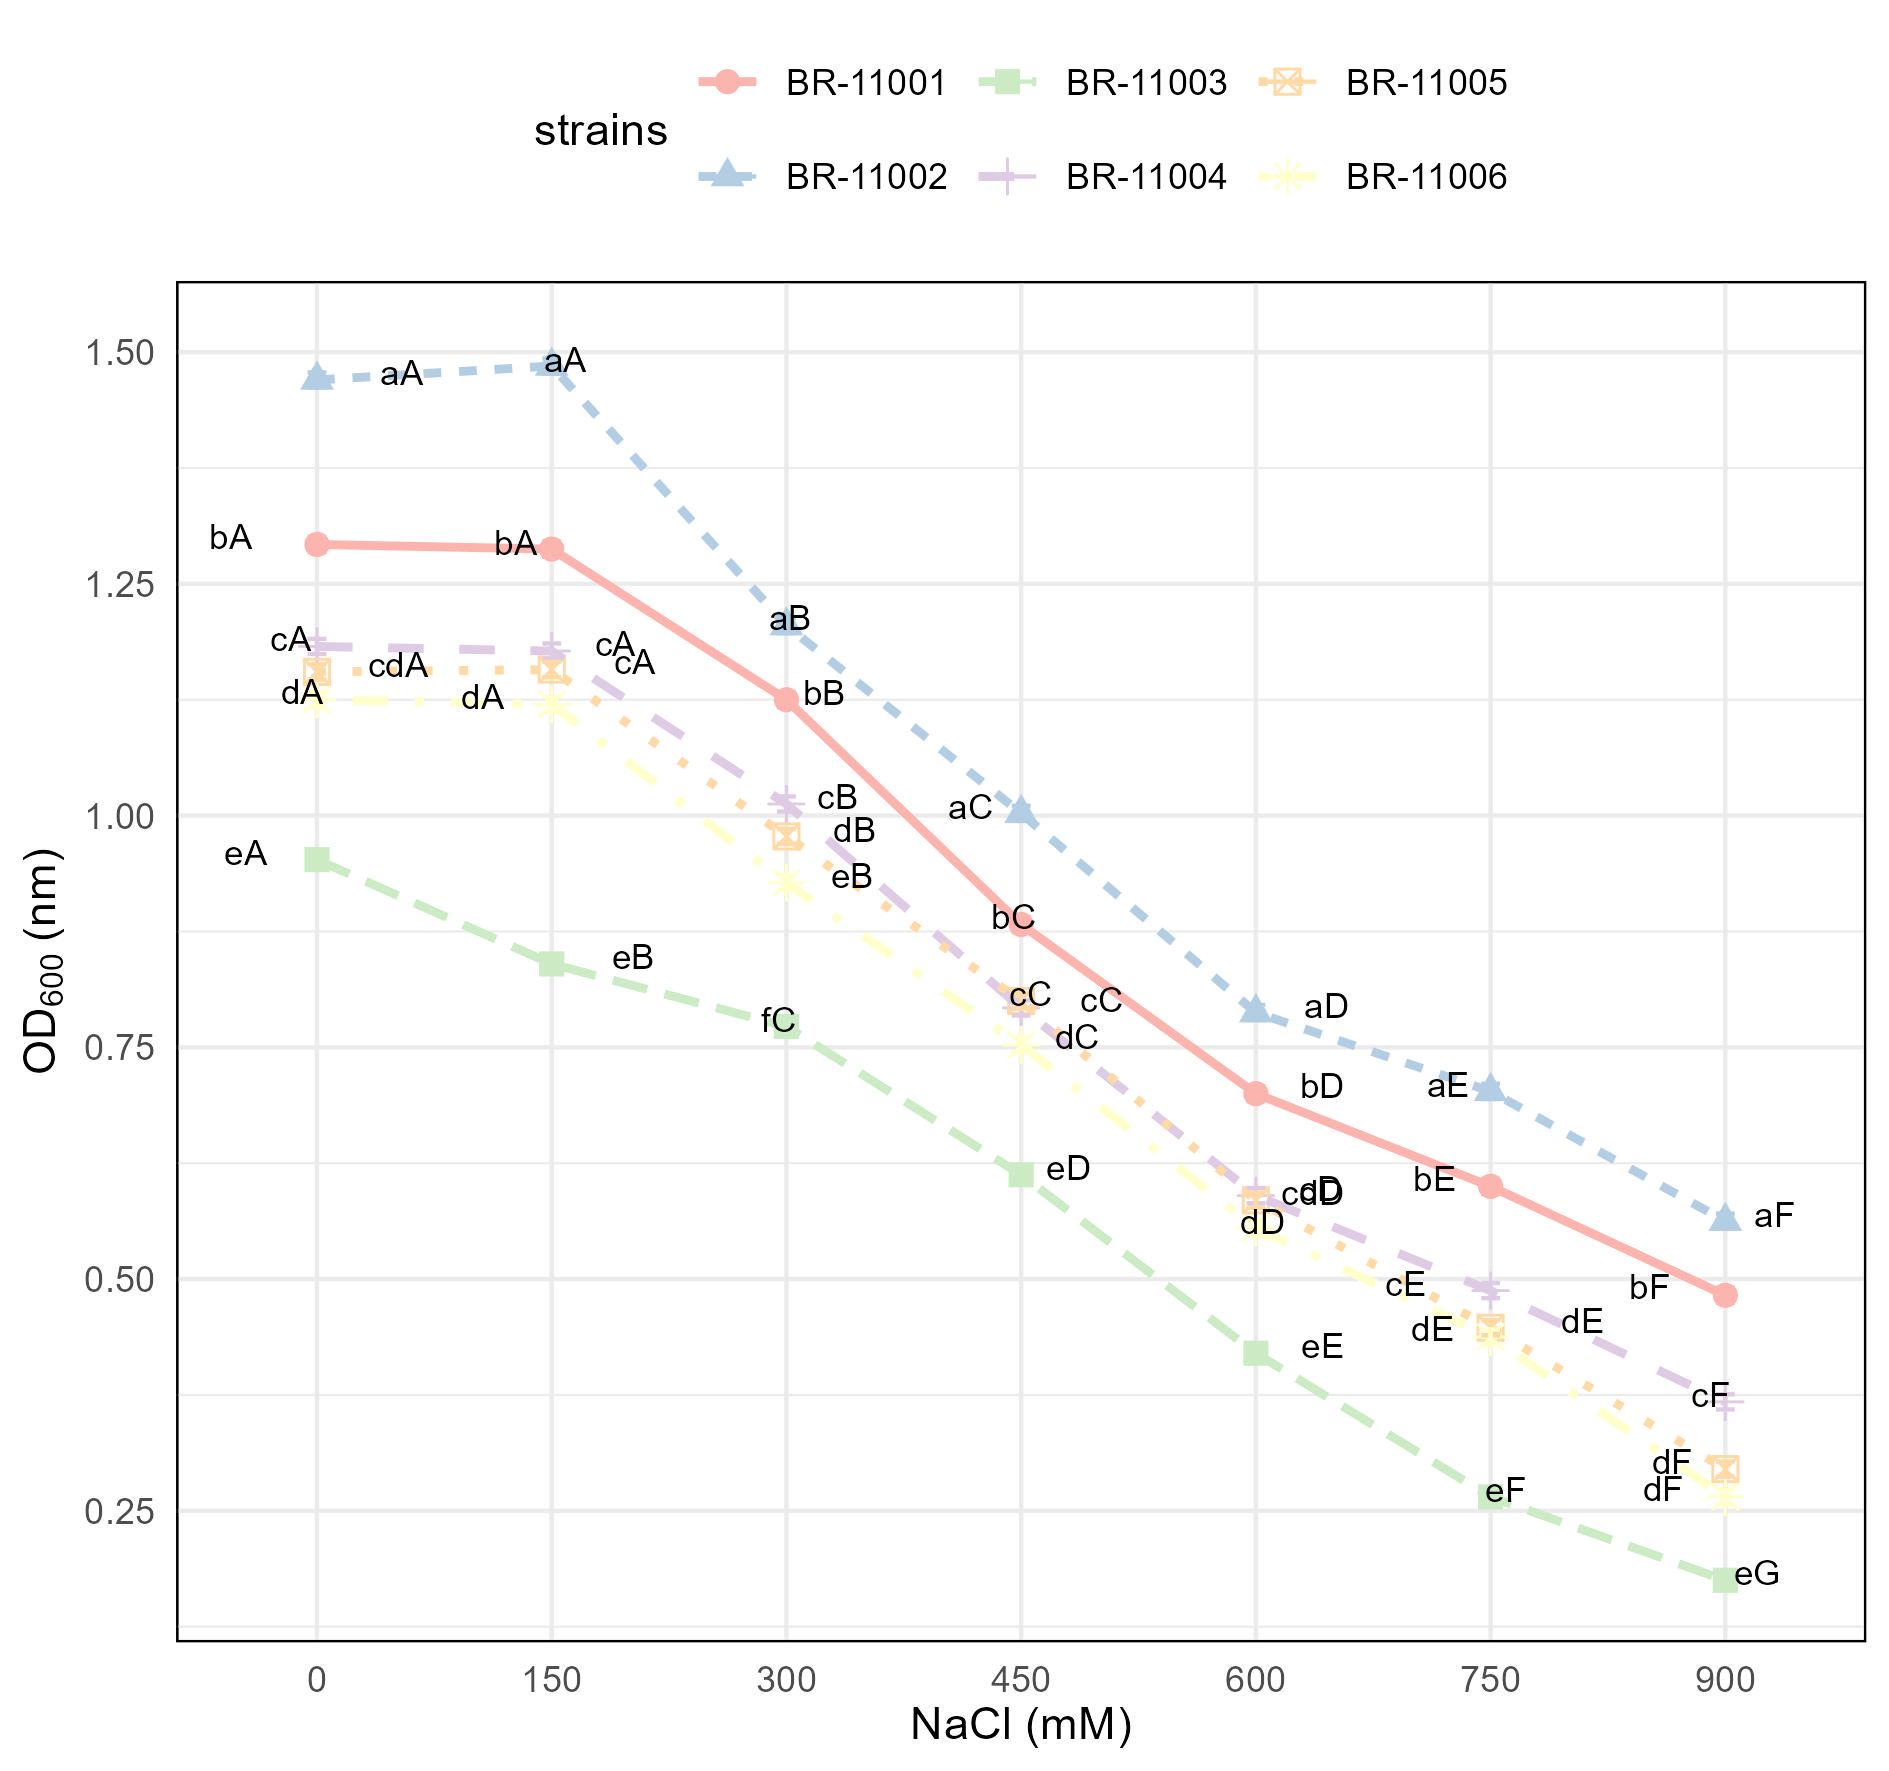 strains
BR-11001
BR-11003
BR-11005
BR-11002
BR-11004
BR-11006
OD600 (nm)
1.50
1.25
1.00
0.75
0.50
0.25
aA
aA
bA
bA
cA
cA
cdA
cA
dA
dA
aB
bB
cB
dB
eB
eA
eB
fC
aC
bC
cC
cC
dC
eD
aD
bD
cdD
cD
dD
eE
aE
bE
cE
dE
dE
eF
aF
bF
cF
dF
dF
eG
0
150
300
450
600
750
900
NaCl (mM)